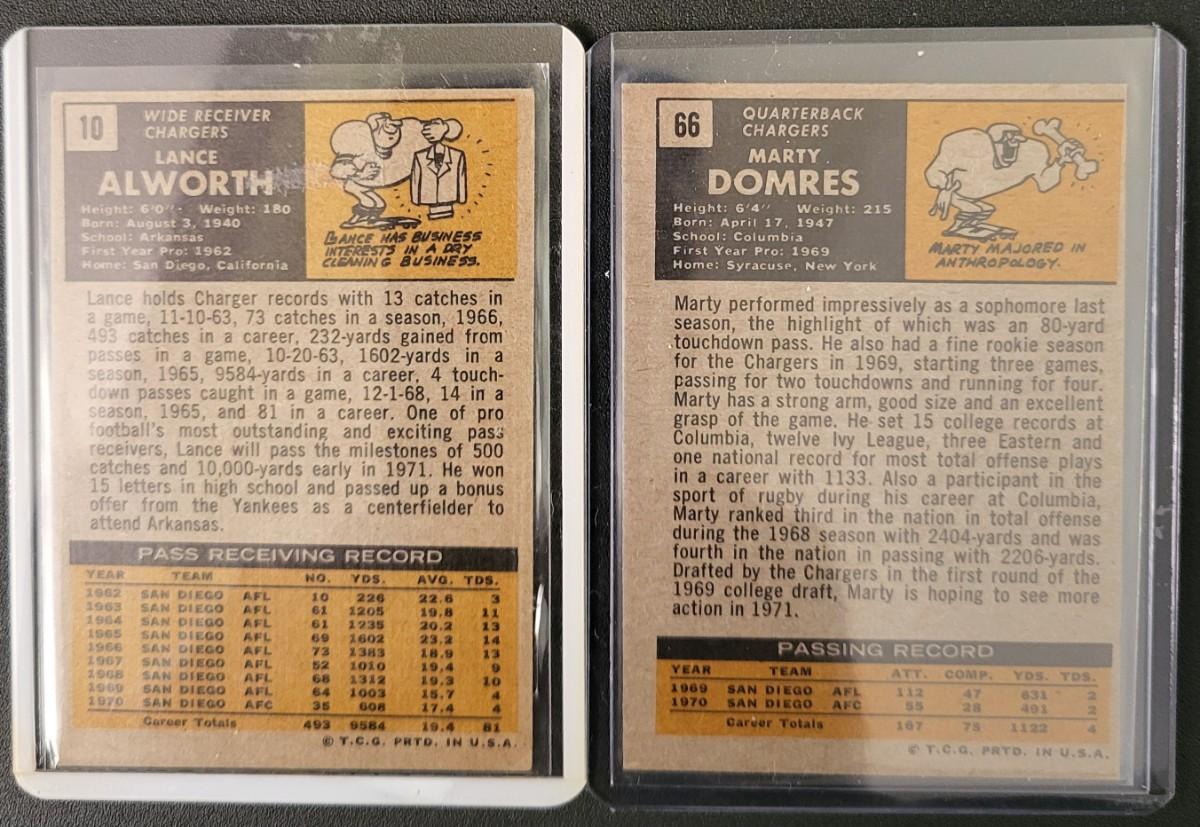 10
WIDE RECEIVER
CHARGERS
LANCE
ALWORTH
Height: 6'0" Weight: 180
Born: August 3, 1940
School: Arkansas
First Year Pro: 1962
Home: San Diego, California
LANCE HAS BUSINESS
INTERESTS IN A DRY
CLEANING BUSINESS.
Lance holds Charger records with 13 catches in
a game, 11-10-63, 73 catches in a season, 1966,
493 catches in a career, 232-yards gained from
passes in a game, 10-20-63, 1602-yards in a
season, 1965, 9584-yards in a career, 4 touch-
down passes caught in a game, 12-1-68, 14 in a
season, 1965, and 81 in a career. One of pro
football's most outstanding and exciting pass
receivers, Lance will pass the milestones of 500
catches and 10,000-yards early in 1971. He won
15 letters in high school and passed up a bonus
offer from the Yankees as a centerfielder to
attend Arkansas.
PASS RECEIVING RECORD
YEAR TEAM NO. YDS. AVG. TDS.
1962 SAN DIEGO AFL 10 226 22.6 3
1963 SAN DIEGO AFL 61 1205 19.8 11
1964 SAN DIEGO AFL 61 1235 20.2 13
1965 SAN DIEGO AFL 69 1602 23.2 14
1966 SAN DIEGO AFL 73 1383 18.9 13
1967 SAN DIEGO AFL 52 1010 19.4 9
1968 SAN DIEGO AFL 68 1312 19.3 10
1969 SAN DIEGO AFL 64 1003 15.7 4
1970 SAN DIEGO AFC 35 608 17.4 4
Career Totals 493 9584 19.4 81
© T.C.G. PRTD. IN U.S.A.
66
QUARTERBACK
CHARGERS
MARTY
DOMRES
Height: 6'4" Weight: 215
Born: April 17, 1947
School: Columbia
First Year Pro: 1969
Home: Syracuse, New York
MARTY MAJORED IN
ANTHROPOLOGY.
Marty performed impressively as a sophomore last
season, the highlight of which was an 80-yard
touchdown pass. He also had a fine rookie season
for the Chargers in 1969, starting three games,
passing for two touchdowns and running for four.
Marty has a strong arm, good size and an excellent
grasp of the game. He set 15 college records at
Columbia, twelve Ivy League, three Eastern and
one national record for most total offense plays
in a career with 1133. Also a participant in the
sport of rugby during his career at Columbia,
Marty ranked third in the nation in total offense
during the 1968 season with 2404-yards and was
fourth in the nation in passing with 2206-yards.
Drafted by the Chargers in the first round of the
1969 college draft, Marty is hoping to see more
action in 1971.
PASSING RECORD
YEAR TEAM ATT. COMP. YDS. TDS.
1969 SAN DIEGO AFL 112 47 631 2
1970 SAN DIEGO AFC 55 28 491 2
Career Totals 167 75 1122 4
© T.C.G. PRTD. IN U.S.A.